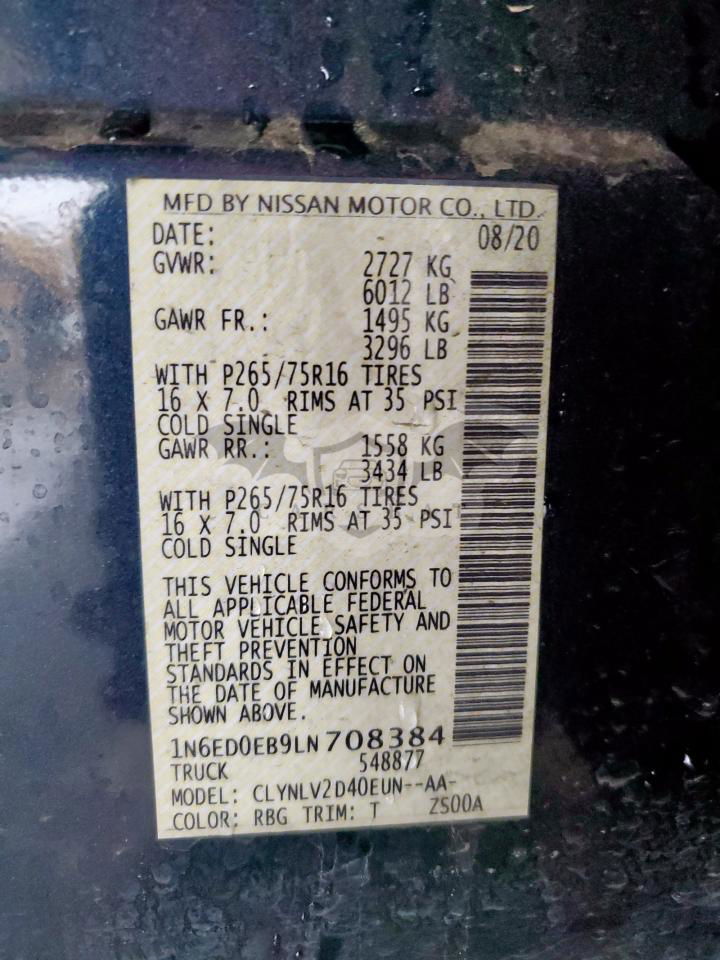 MFD BY NISSAN MOTOR CO., LTD.
DATE: 08/20
GVWR: 2727 KG
6012 LB
GAWR FR.: 1495 KG
3296 LB
WITH P265/75R16 TIRES
16 X 7.0 RIMS AT 35 PSI
COLD SINGLE
GAWR RR.: 1558 KG
3434 LB
WITH P265/75R16 TIRES
16 X 7.0 RIMS AT 35 PSI
COLD SINGLE
THIS VEHICLE CONFORMS TO
ALL APPLICABLE FEDERAL
MOTOR VEHICLE SAFETY AND
THEFT PREVENTION
STANDARDS IN EFFECT ON
THE DATE OF MANUFACTURE
SHOWN ABOVE.
1N6ED0EB9LN708384
TRUCK 548877
MODEL: CLYNLV2D40EUN--AA-
COLOR: RBG TRIM: T ZS00A